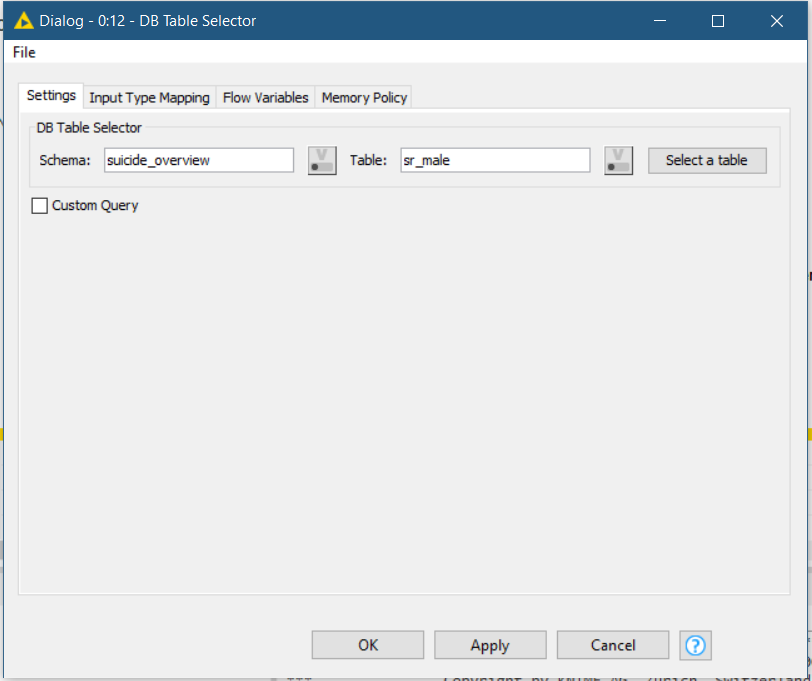 Dialog - 0:12 - DB Table Selector
File
Settings Input Type Mapping Flow Variables Memory Policy
DB Table Selector
Schema: suicide_overview V Table: sr_male V Select a table
Custom Query
OK Apply Cancel ?
*** Copyright by KNIME AG, Zurich, Switzerland